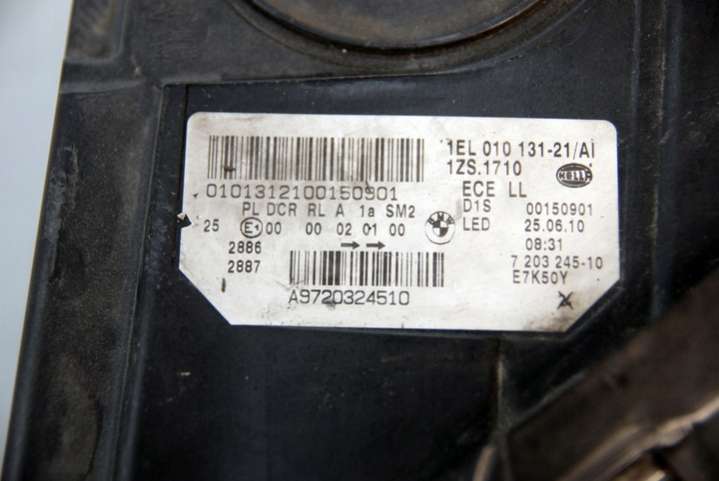 1EL 010 131-21/AI
1ZS.1710
HELLA
0101312100150901
ECE LL
PL DCR RL A 1a SM2
D1S 00150901
25 E1 00 00 02 01 00
BMW
LED 25.06.10
2886
08:31
2887
7 203 245-10
E7K50Y
A9720324510